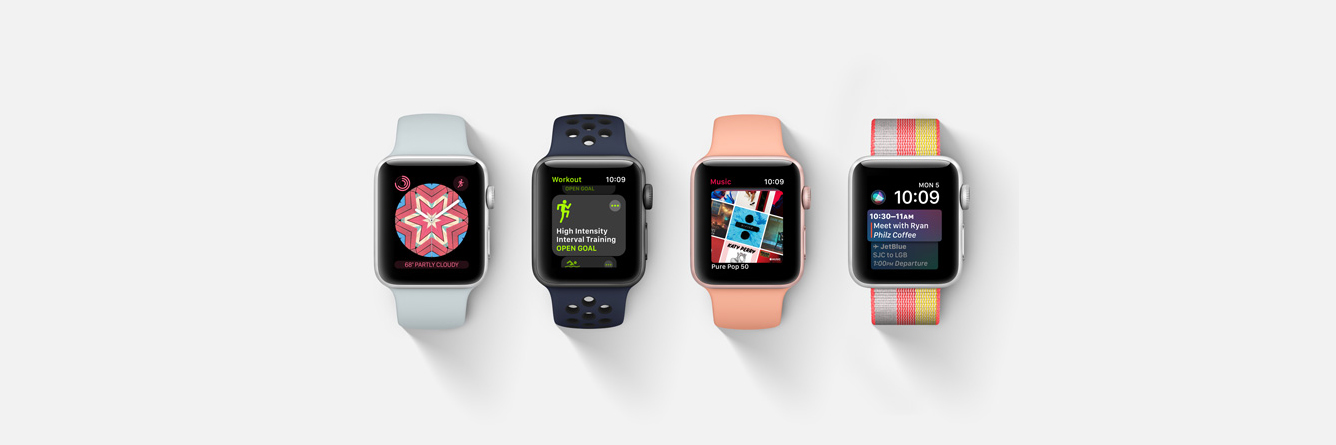 68° PARTLY CLOUDY
Workout 10:09
OPEN GOAL
High Intensity
Interval Training
OPEN GOAL
Music 10:09
KATY PERRY
Pure Pop 50
MON 5
10:09
10:30–11AM
Meet with Ryan
Philz Coffee
JetBlue
SJC to LGB
1:00PM Departure